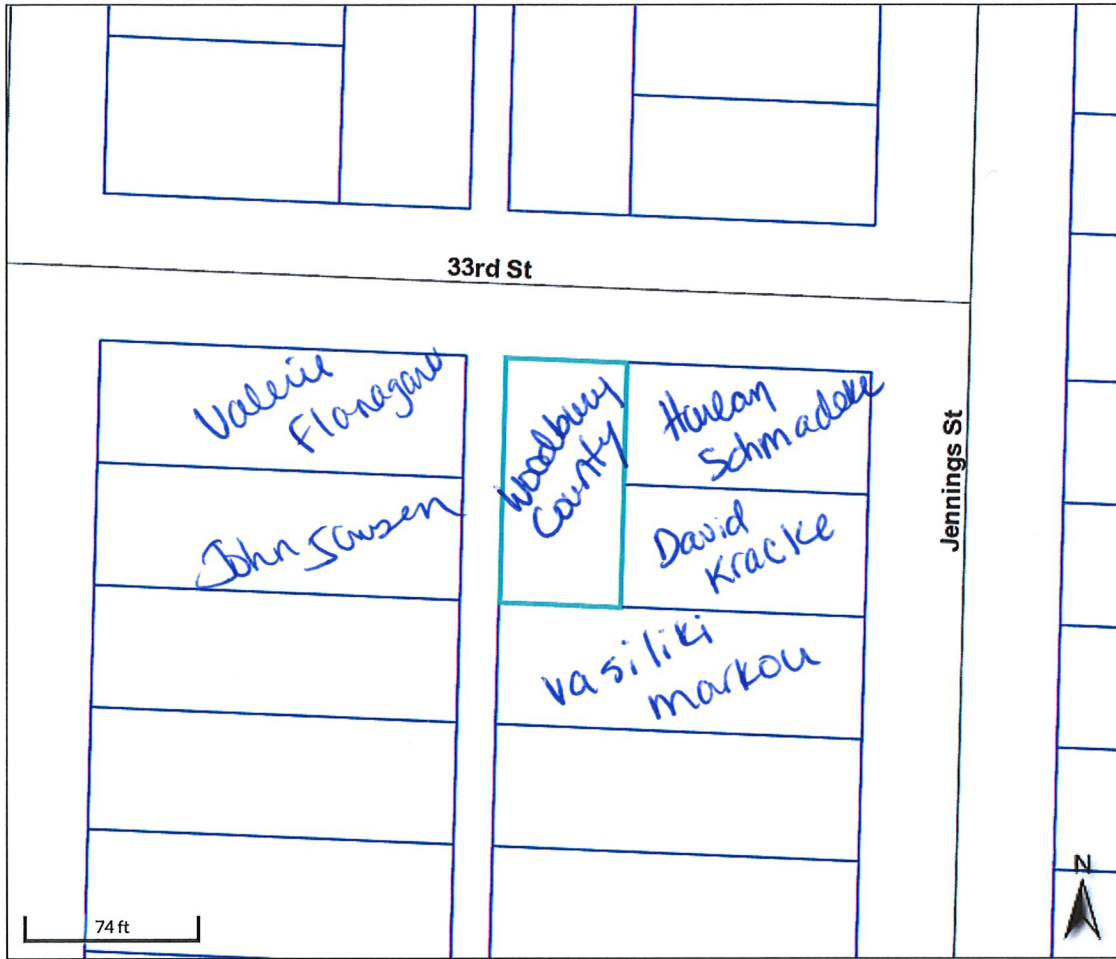 33rd St
Valerie
Flanagan
Woodbury
County
Harlan
Schmadeke
Jennings St
John Jansen
David
Kracke
Vasiliki
Markou
N
74 ft